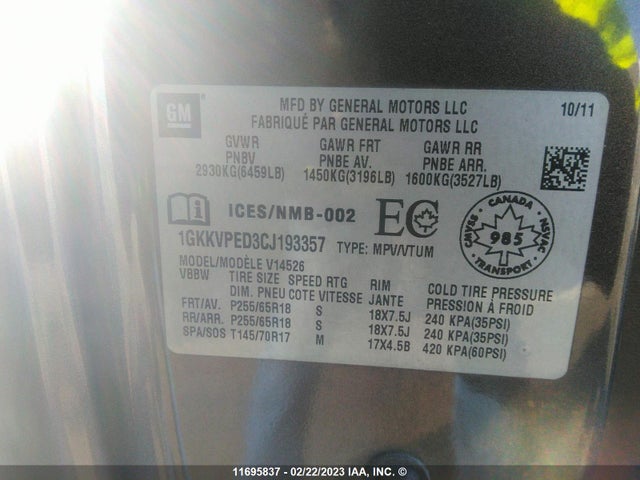 GM
MFD BY GENERAL MOTORS LLC 10/11
FABRIQUÉ PAR GENERAL MOTORS LLC
GVWR GAWR FRT GAWR RR
PNBV PNBE AV. PNBE ARR.
2930KG(6459LB) 1450KG(3196LB) 1600KG(3527LB)
i ICES/NMB-002 EC
CANADA
CMVSS 985 NSVAC
TRANSPORT
1GKKVPED3CJ193357 TYPE: MPV/VTUM
MODEL/MODÈLE V14526
VBBW TIRE SIZE SPEED RTG RIM COLD TIRE PRESSURE
DIM. PNEU COTE VITESSE JANTE PRESSION À FROID
FRT/AV. P255/65R18 S 18X7.5J 240 KPA(35PSI)
RR/ARR. P255/65R18 S 18X7.5J 240 KPA(35PSI)
SPA/SOS T145/70R17 M 17X4.5B 420 KPA(60PSI)
11695837 - 02/22/2023 IAA, INC. ©